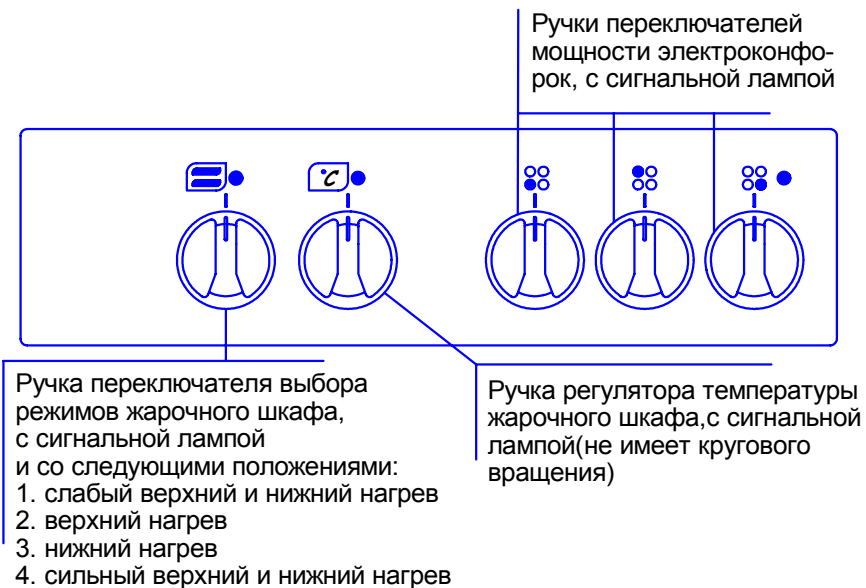 Ручки переключателей
мощности электроконфо-
рок, с сигнальной лампой
°C
Ручка переключателя выбора
режимов жарочного шкафа,
с сигнальной лампой
и со следующими положениями:
1. слабый верхний и нижний нагрев
2. верхний нагрев
3. нижний нагрев
4. сильный верхний и нижний нагрев
Ручка регулятора температуры
жарочного шкафа,с сигнальной
лампой(не имеет кругового
вращения)